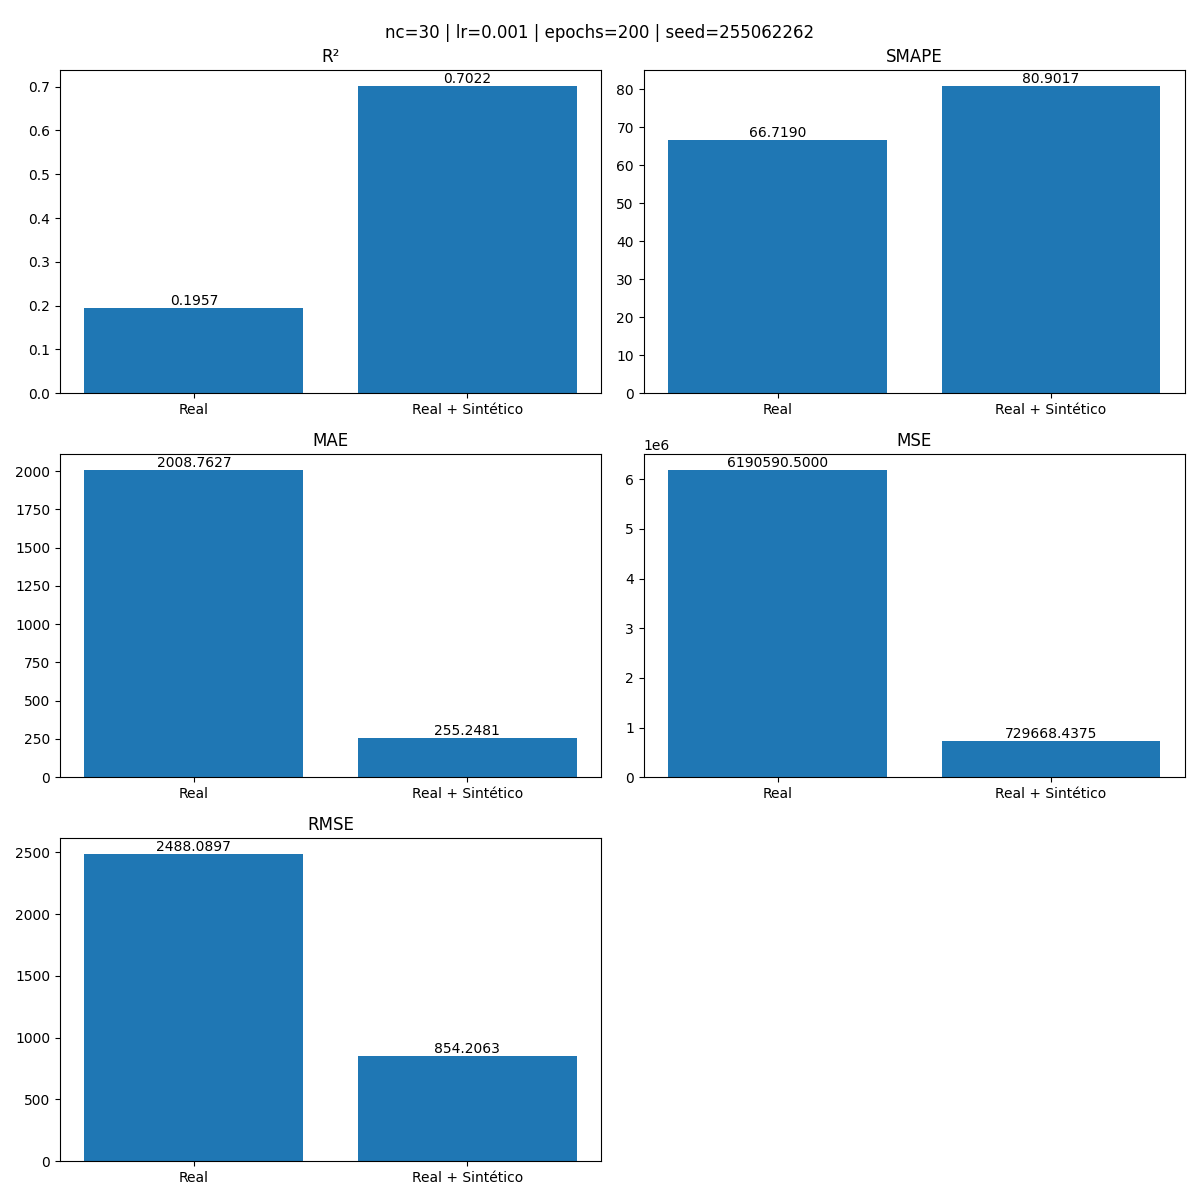 nc=30 | lr=0.001 | epochs=200 | seed=255062262
R²
0.7
0.6
0.5
0.4
0.3
0.2
0.1
0.0
0.1957
0.7022
Real
Real + Sintético
SMAPE
80
70
60
50
40
30
20
10
0
66.7190
80.9017
Real
Real + Sintético
MAE
2000
1750
1500
1250
1000
750
500
250
0
2008.7627
255.2481
Real
Real + Sintético
MSE
1e6
6
5
4
3
2
1
0
6190590.5000
729668.4375
Real
Real + Sintético
RMSE
2500
2000
1500
1000
500
0
2488.0897
854.2063
Real
Real + Sintético